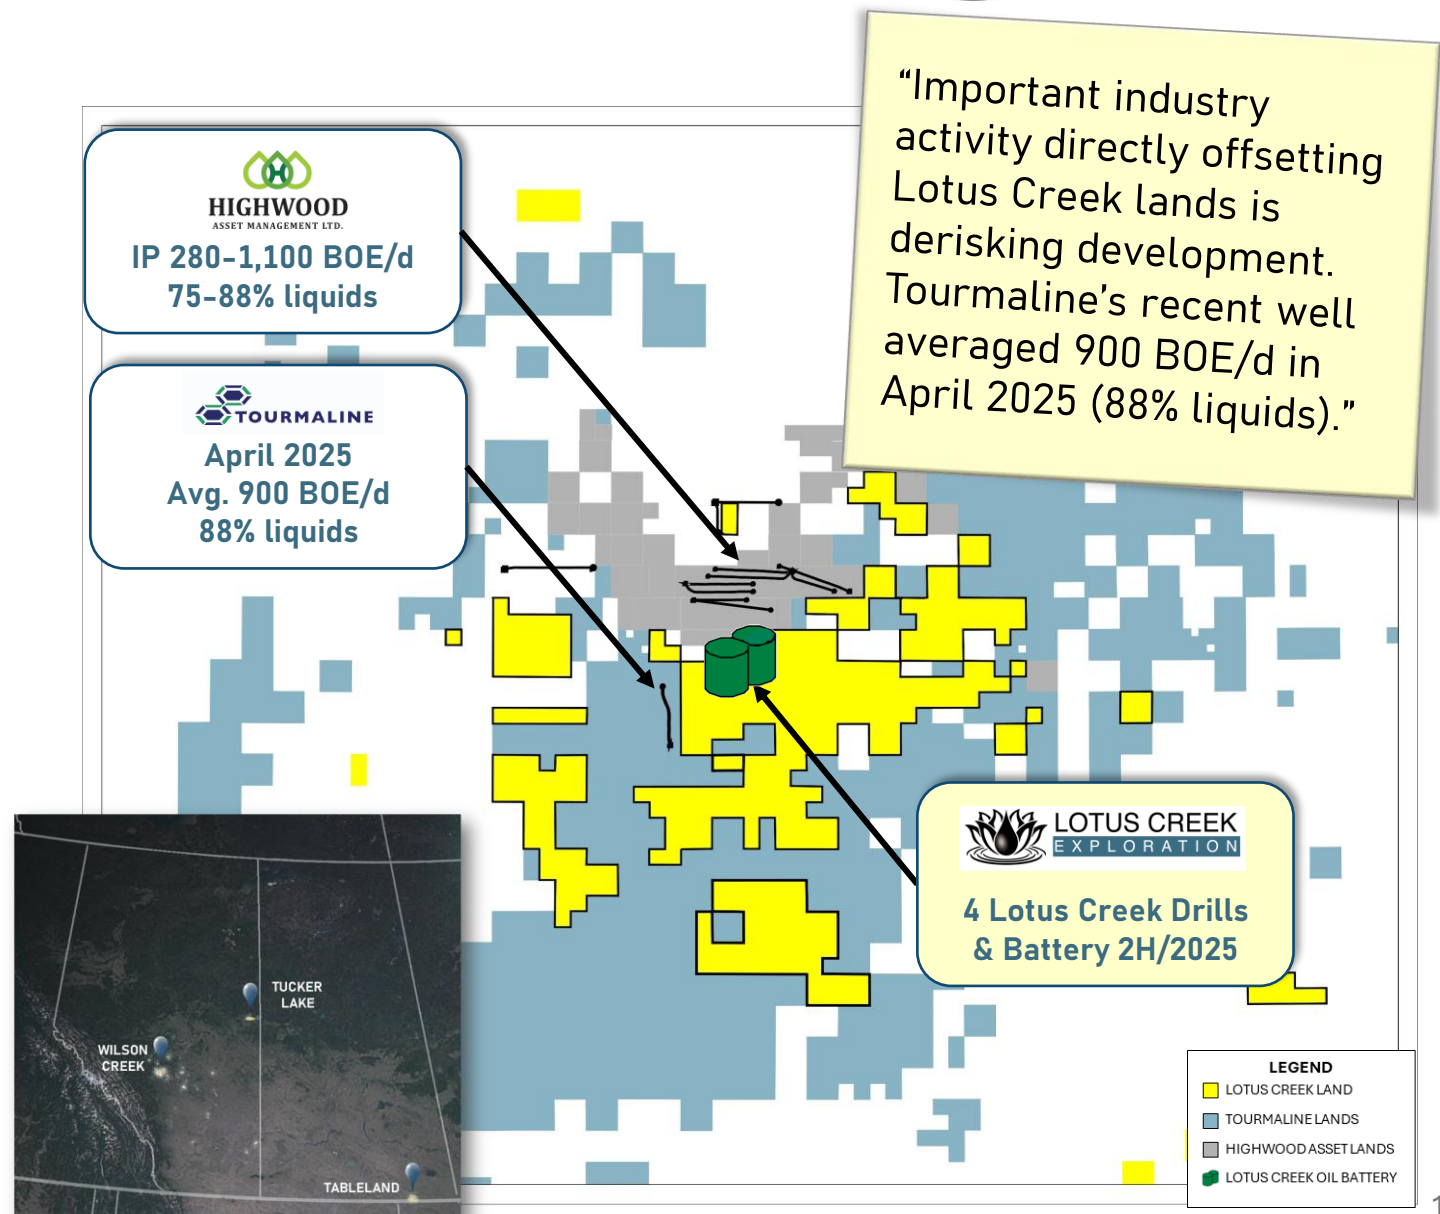 “Important industry
activity directly offsetting
Lotus Creek lands is
derisking development.
Tourmaline’s recent well
averaged 900 BOE/d in
April 2025 (88% liquids).”
HIGHWOOD
ASSET MANAGEMENT LTD.
IP 280-1,100 BOE/d
75-88% liquids
TOURMALINE
April 2025
Avg. 900 BOE/d
88% liquids
LOTUS CREEK
EXPLORATION
4 Lotus Creek Drills
& Battery 2H/2025
TUCKER
LAKE
WILSON
CREEK
TABLELAND
LEGEND
LOTUS CREEK LAND
TOURMALINE LANDS
HIGHWOOD ASSET LANDS
LOTUS CREEK OIL BATTERY